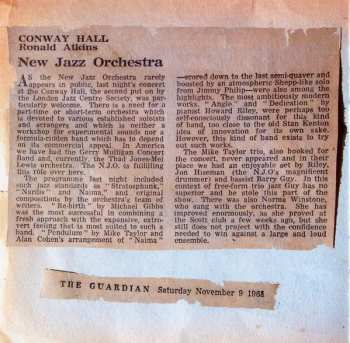 CONWAY HALL
Ronald Atkins
New Jazz Orchestra
AS the New Jazz Orchestra rarely
appears in public, last night's concert
at the Conway Hall, the second put on by
the London Jazz Centre Society, was par-
ticularly welcome. There is a need for a
part-time or short-term orchestra which
is devoted to various established soloists
and arrangers and which is neither a
workshop for experimental sounds nor a
formula-ridden band which has to depend
on its commercial appeal. In America
we have had the Gerry Mulligan Concert
Band and, currently, the Thad Jones-Mel
Lewis orchestra. The N.J.O. is fulfilling
this role over here.
The programme last night included
such jazz standards as "Stratusphunk,"
"Nardis" and "Naima," and original
compositions by the orchestra's team of
writers. "Re-birth" by Michael Gibbs
was the most successful in combining a
fresh approach with the expansive, extro-
vert feeling that is most suited to such a
band. "Pendulum" by Mike Taylor and
Alan Cohen's arrangement of "Naima"
—scored down to the last semi-quaver and
boosted by an atmospheric Shepp-like solo
from Jimmy Philip—were also among the
highlights. The most ambitiously modern
works, "Angle" and "Dedication" by
pianist Howard Riley, were perhaps too
self-consciously dissonant for this kind
of band, too close to the old Stan Kenton
idea of innovation for its own sake.
However, this kind of band exists to try
out such works.
The Mike Taylor trio, also booked for
the concert, never appeared and in their
place we had an enjoyable set by Riley,
Jon Hiseman (the N.J.O's magnificent
drummer) and bassist Barry Guy. In this
context of free-form trio jazz Guy has no
superior and he stole this part of the
show. There was also Norma Winstone,
who sang with the orchestra. She has
improved enormously, as she proved at
the Scott club a few weeks ago, but she
still does not project with the confidence
needed to win against a large and loud
ensemble.
THE GUARDIAN Saturday November 9 1968